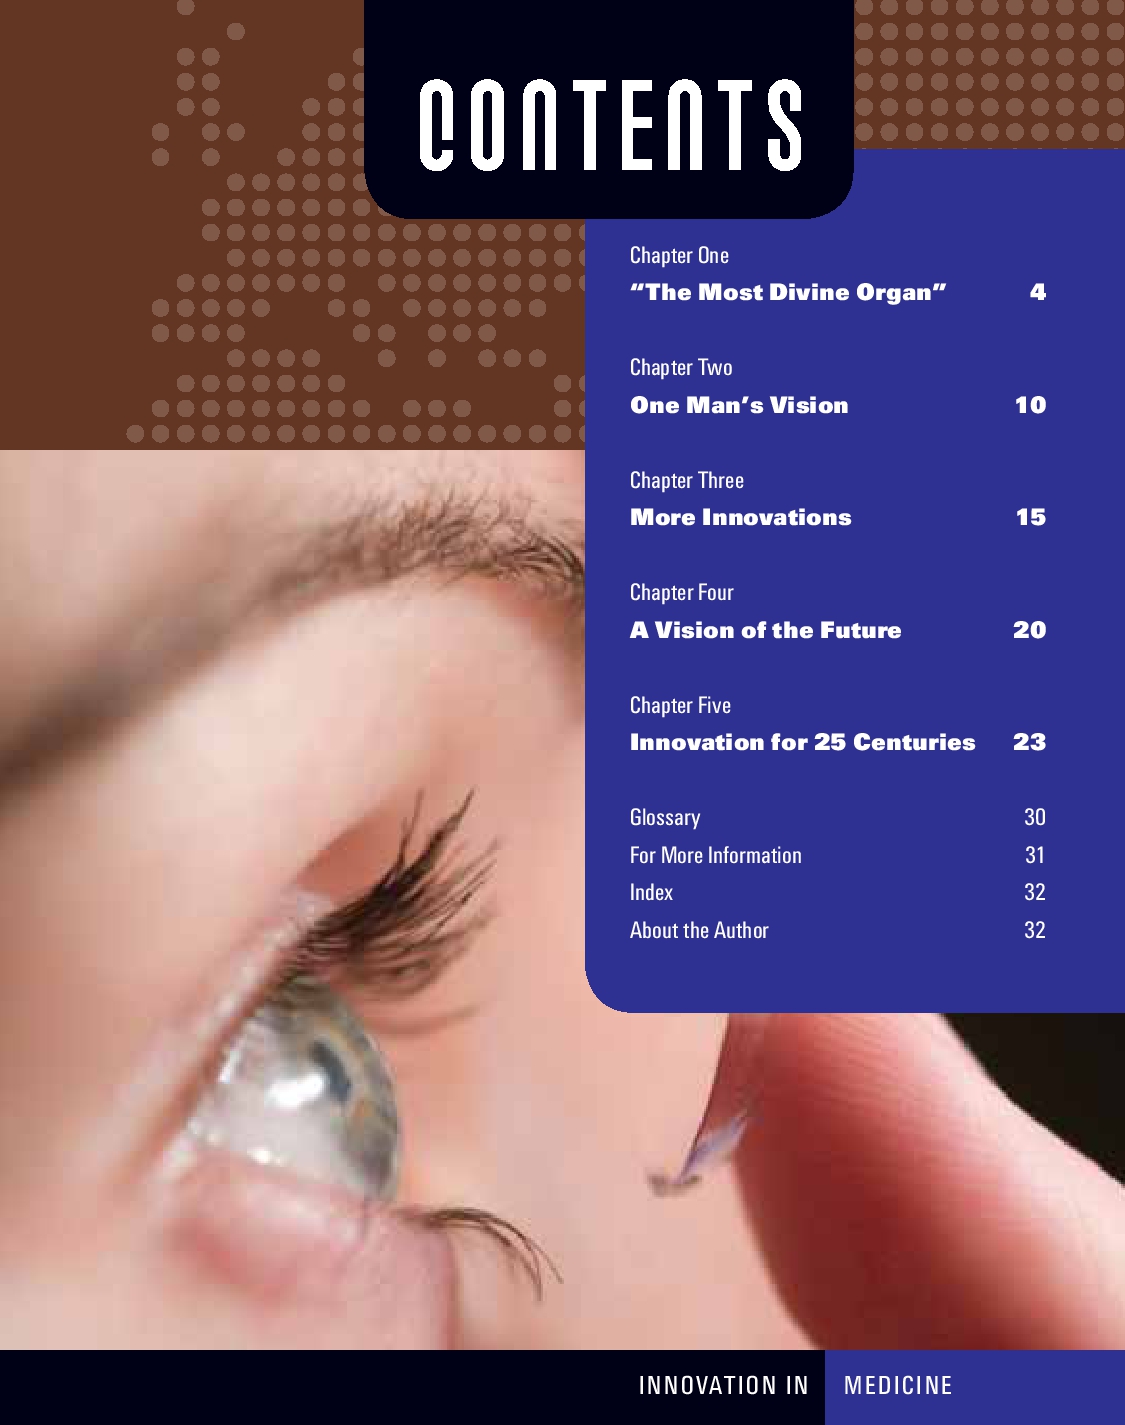 CONTENTS
Chapter One
“The Most Divine Organ” 4
Chapter Two
One Man’s Vision 10
Chapter Three
More Innovations 15
Chapter Four
A Vision of the Future 20
Chapter Five
Innovation for 25 Centuries 23
Glossary 30
For More Information 31
Index 32
About the Author 32
INNOVATION IN MEDICINE